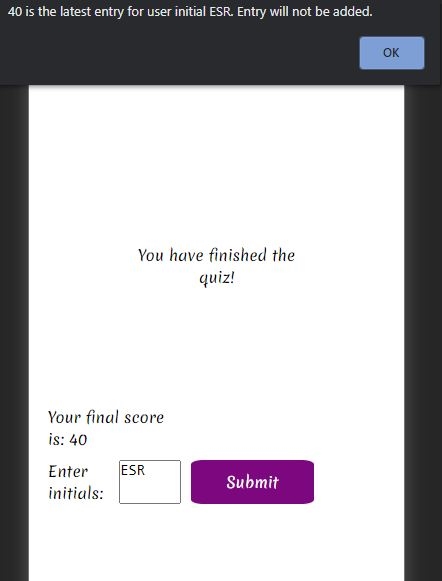 40 is the latest entry for user initial ESR. Entry will not be added.
OK
You have finished the
quiz!
Your final score
is: 40
Enter
initials:
ESR
Submit